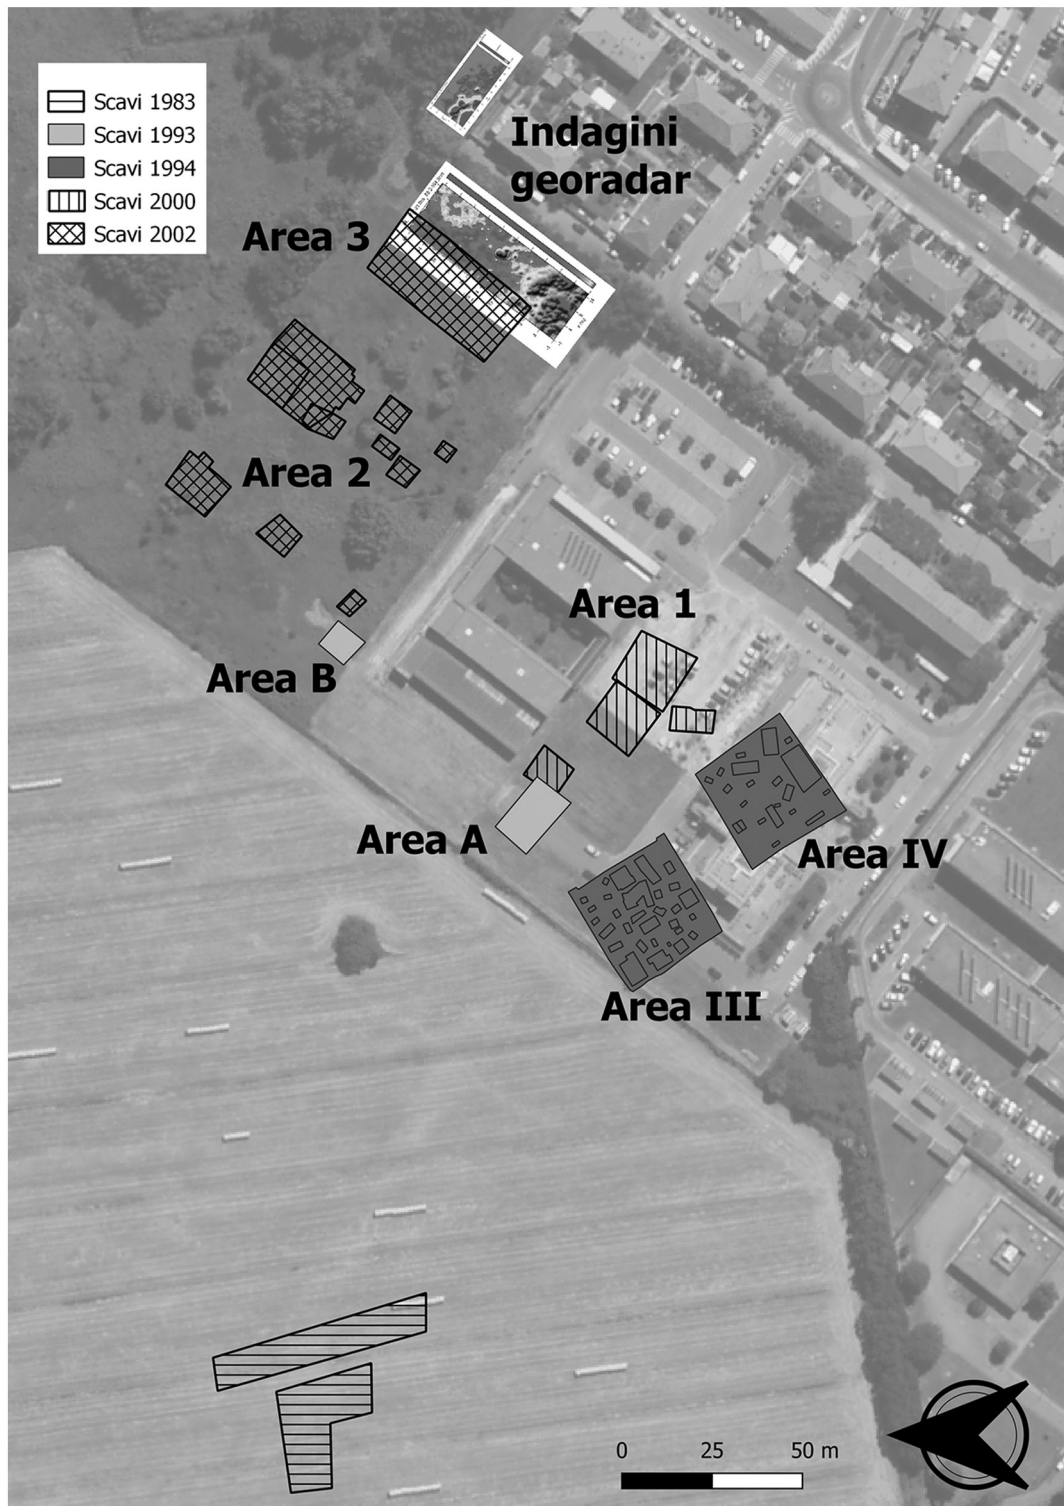 Scavi 1983
Scavi 1993
Scavi 1994
Scavi 2000
Scavi 2002
Indagini
georadar
Area 3
Area 2
Area 1
Area B
Area A
Area IV
Area III
0 25 50 m